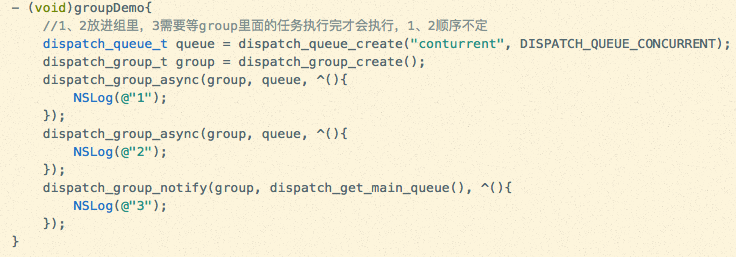 - (void)groupDemo{
    //1、2放进组里，3需要等group里面的任务执行完才会执行，1、2顺序不定
    dispatch_queue_t queue = dispatch_queue_create("conturrent", DISPATCH_QUEUE_CONCURRENT);
    dispatch_group_t group = dispatch_group_create();
    dispatch_group_async(group, queue, ^(){
        NSLog(@"1");
    });
    dispatch_group_async(group, queue, ^(){
        NSLog(@"2");
    });
    dispatch_group_notify(group, dispatch_get_main_queue(), ^(){
        NSLog(@"3");
    });
}